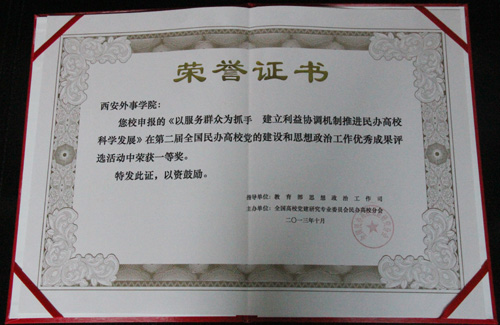 荣誉证书
西安外事学院：
您校申报的《以服务群众为抓手　建立利益协调机制推进民办高校
科学发展》在第二届全国民办高校党的建设和思想政治工作优秀成果评
选活动中荣获一等奖。
特发此证，以资鼓励。
指导单位：教育部思想政治工作司
主办单位：全国高校党建研究专业委员会民办高校分会
二〇一三年十月